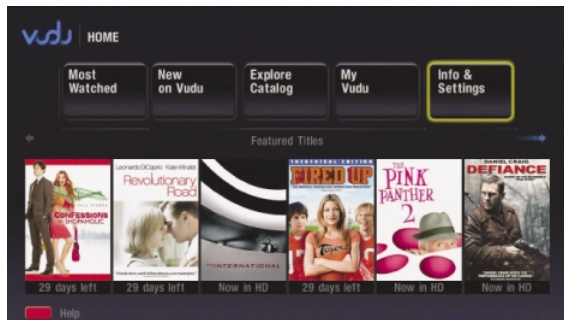 vudu HOME
Most Watched
New on Vudu
Explore Catalog
My Vudu
Info & Settings
Featured Titles
CONFESSIONS
SHOPAHOLIC
29 days left
Leonardo DiCaprio Kate Winslet
Revolutionary Road
29 days left
THE INTERNATIONAL
Now in HD
FIRED UP
29 days left
THE PINK PANTHER 2
Now in HD
DANIEL CRAIG
DEFIANCE
Now in HD
Help